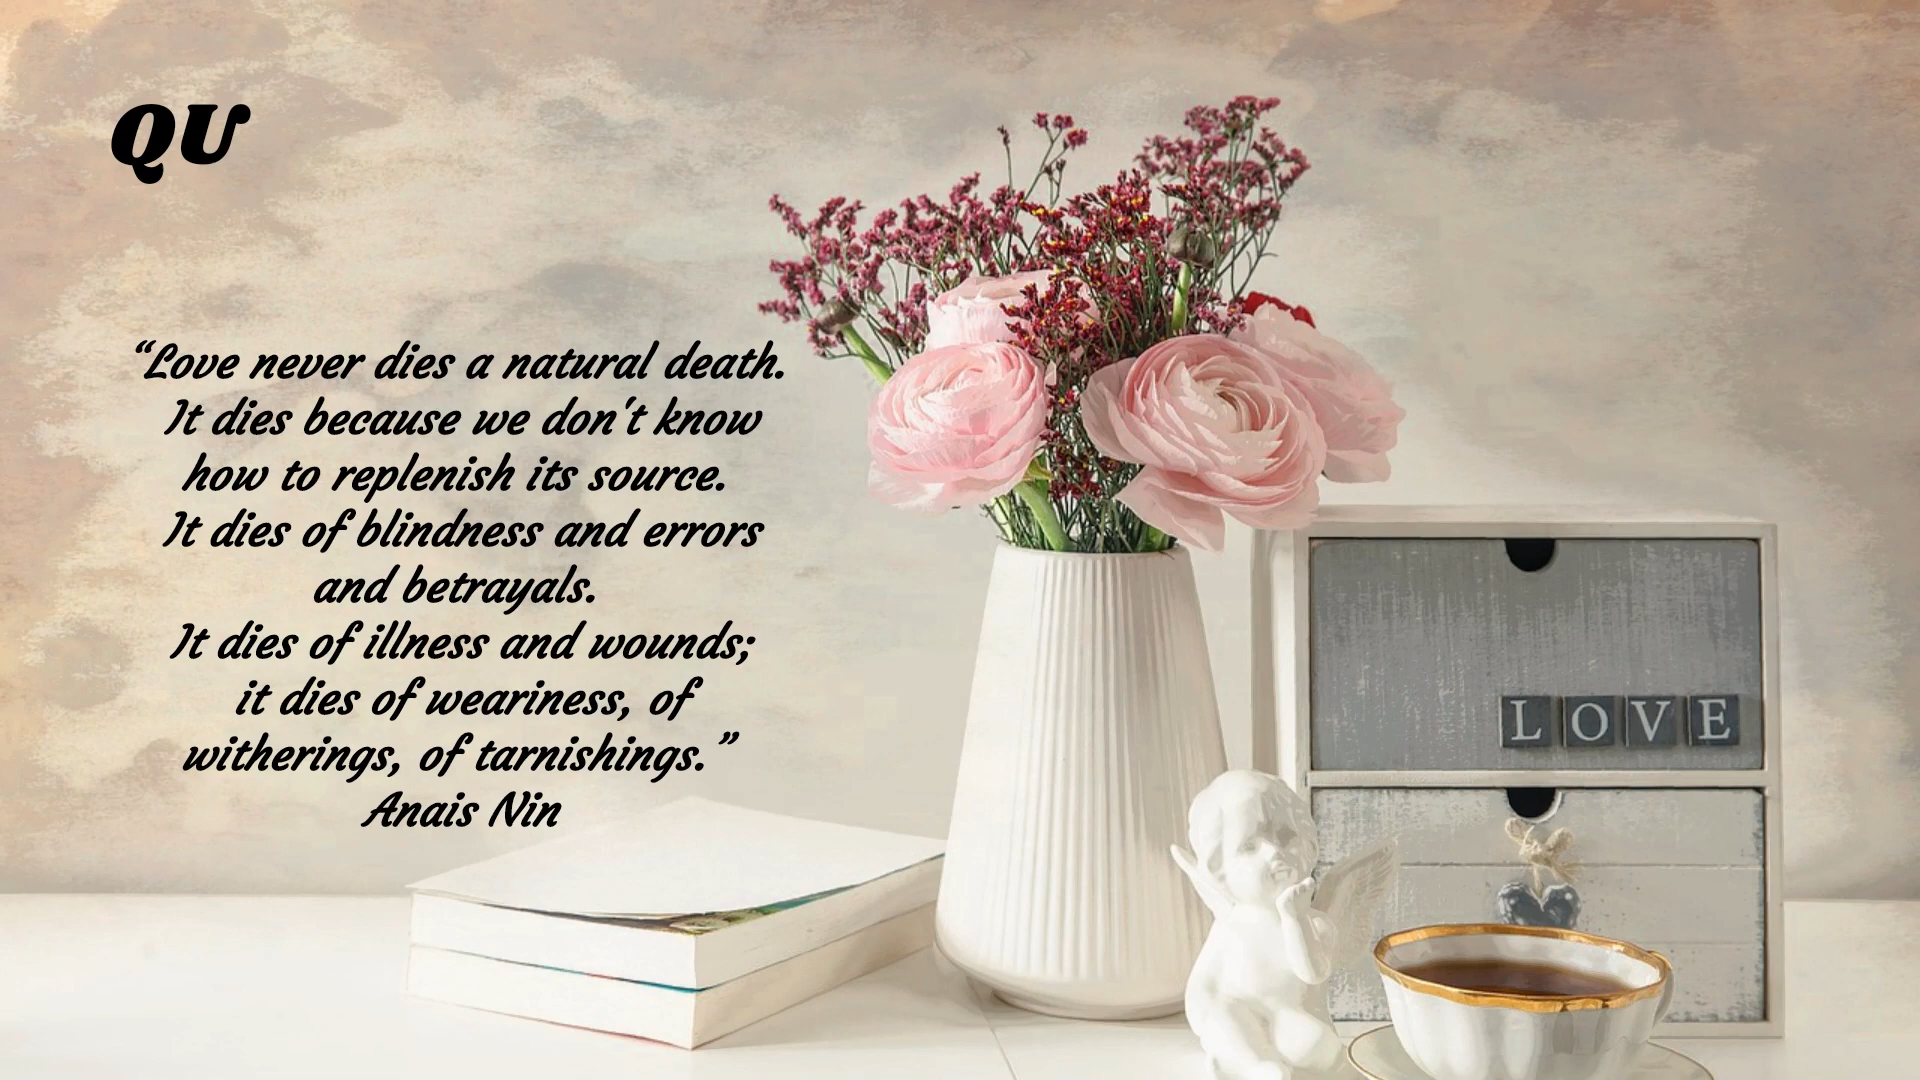 QU
“Love never dies a natural death.
It dies because we don't know
how to replenish its source.
It dies of blindness and errors
and betrayals.
It dies of illness and wounds;
it dies of weariness, of
witherings, of tarnishings.”
Anais Nin
LOVE